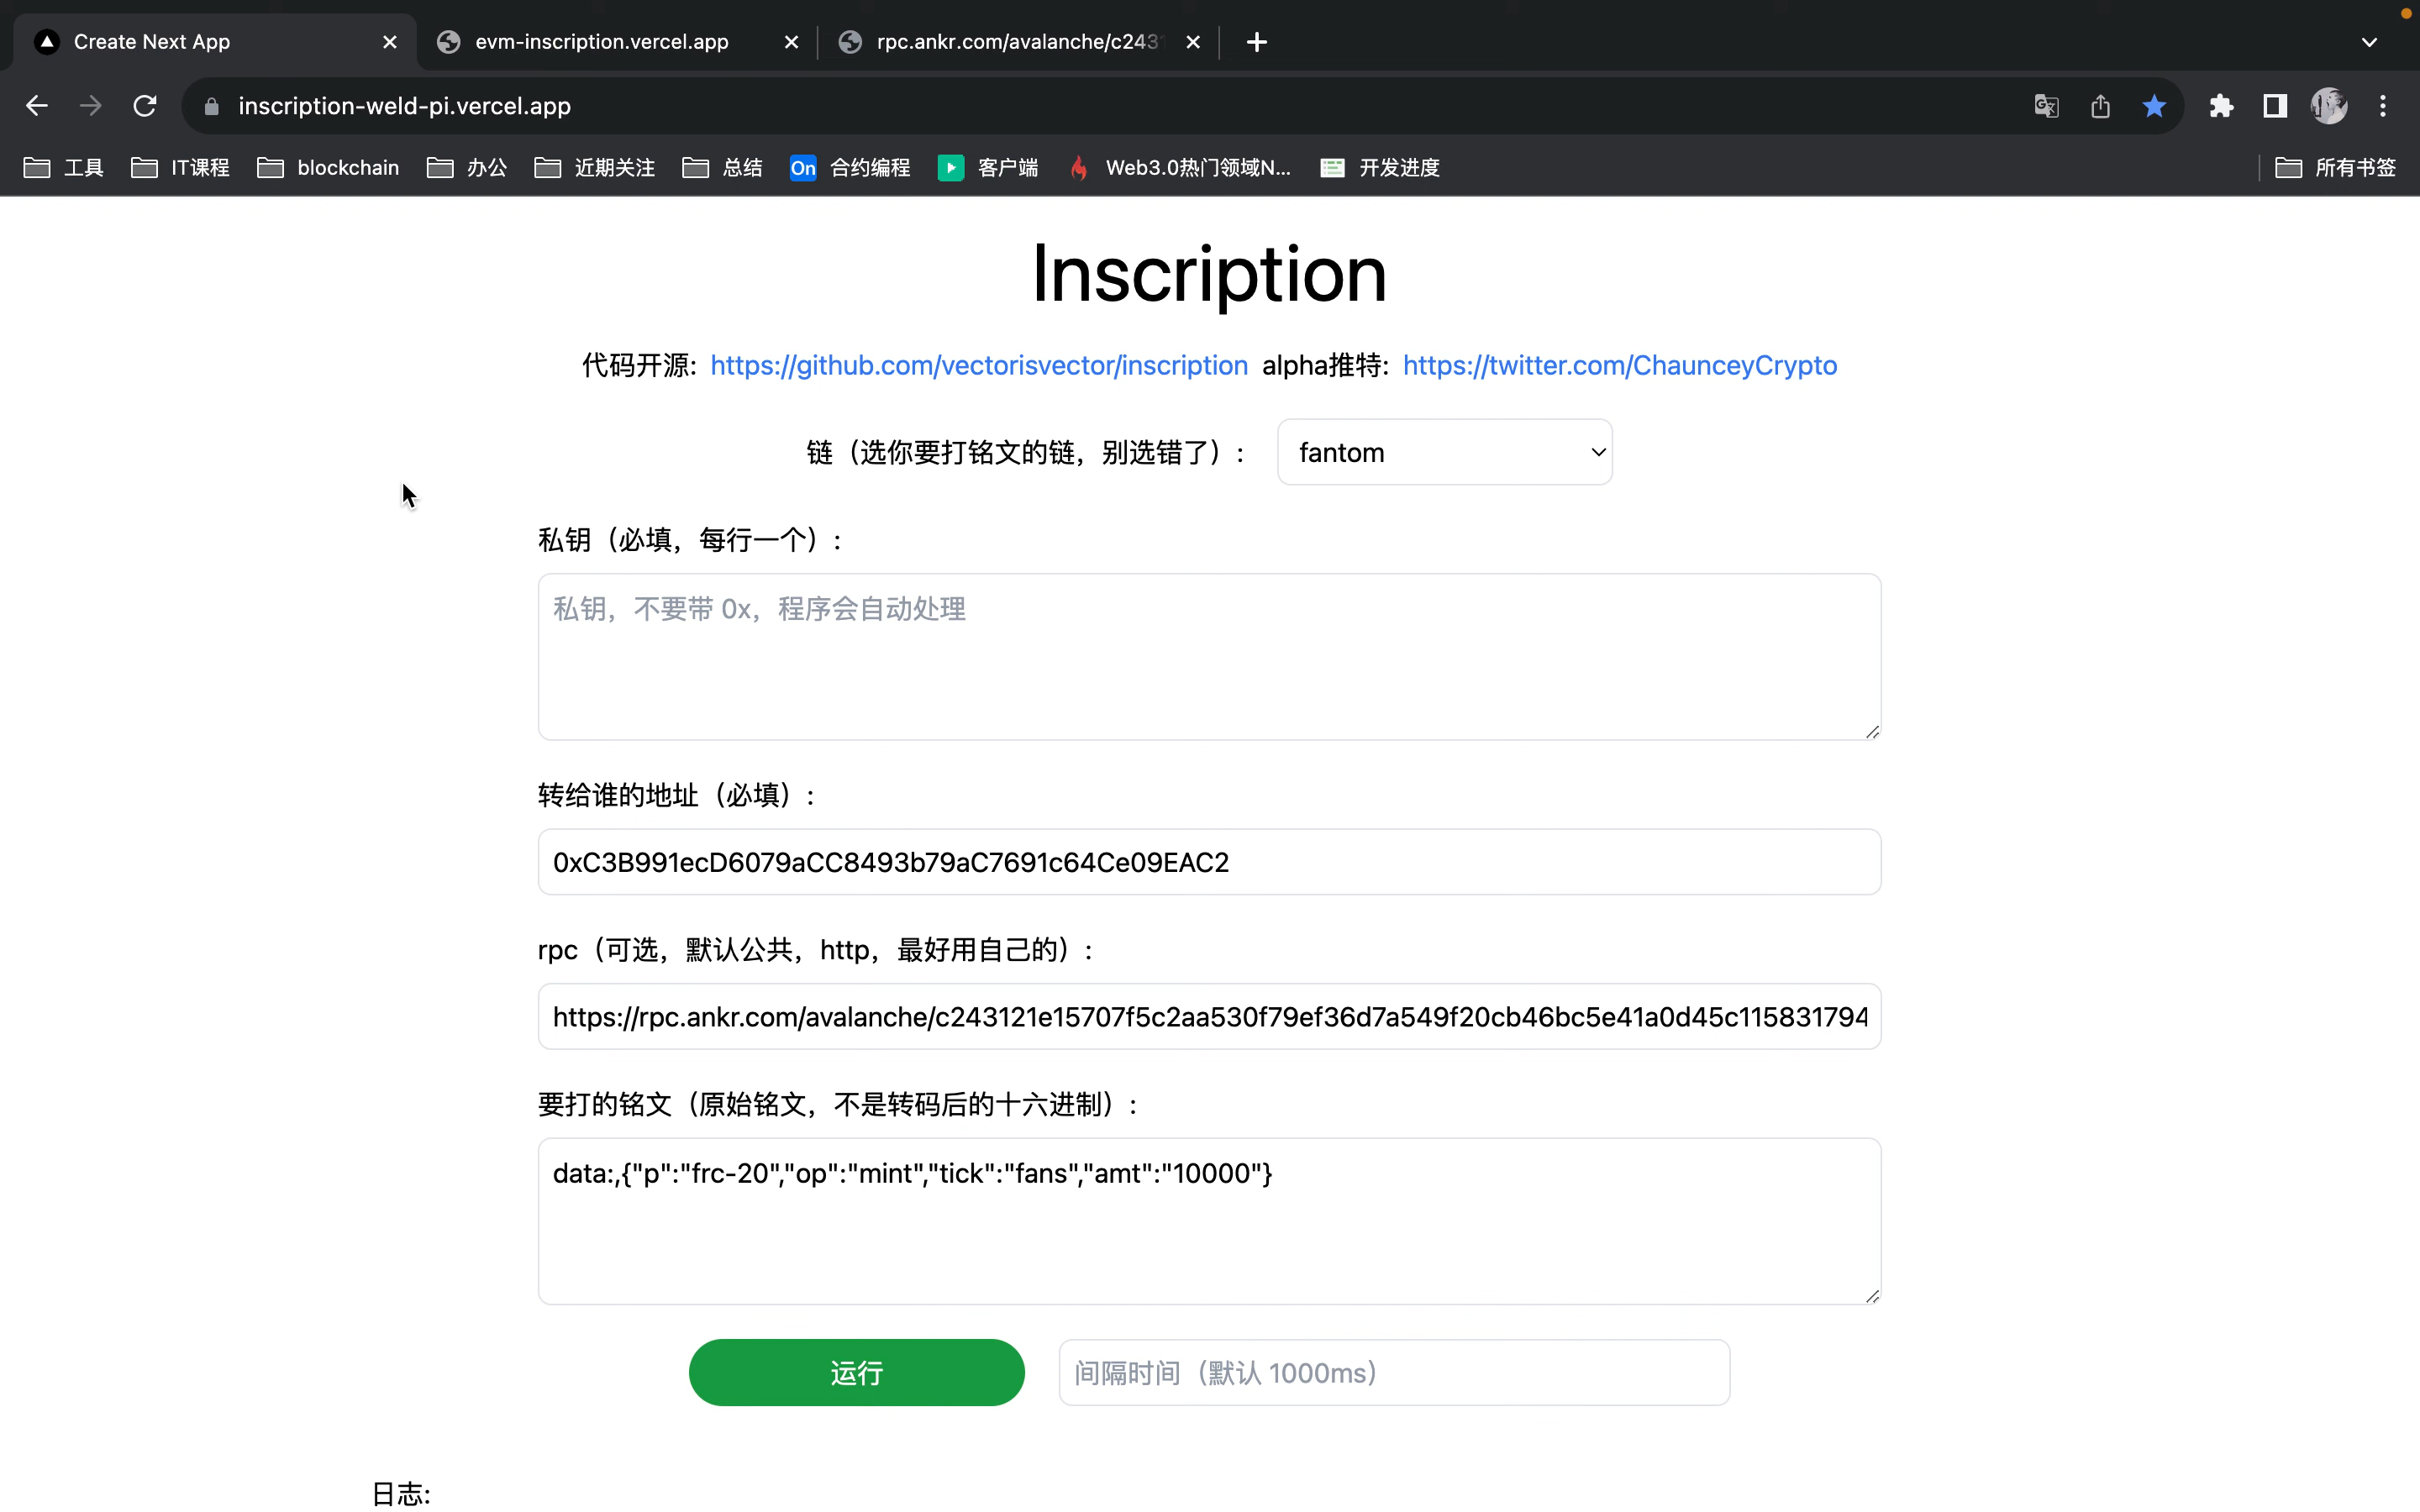 Create Next App
evm-inscription.vercel.app
rpc.ankr.com/avalanche/c243
inscription-weld-pi.vercel.app
工具
IT课程
blockchain
办公
近期关注
总结
On 合约编程
客户端
Web3.0热门领域N...
开发进度
所有书签
Inscription
代码开源: https://github.com/vectorisvector/inscription alpha推特: https://twitter.com/ChaunceyCrypto
链（选你要打铭文的链，别选错了）: fantom
私钥（必填，每行一个）:
私钥，不要带 0x，程序会自动处理
转给谁的地址（必填）:
0xC3B991ecD6079aCC8493b79aC7691c64Ce09EAC2
rpc（可选，默认公共，http，最好用自己的）:
https://rpc.ankr.com/avalanche/c243121e15707f5c2aa530f79ef36d7a549f20cb46bc5e41a0d45c115831794
要打的铭文（原始铭文，不是转码后的十六进制）:
data:,{"p":"frc-20","op":"mint","tick":"fans","amt":"10000"}
运行
间隔时间（默认 1000ms）
日志: